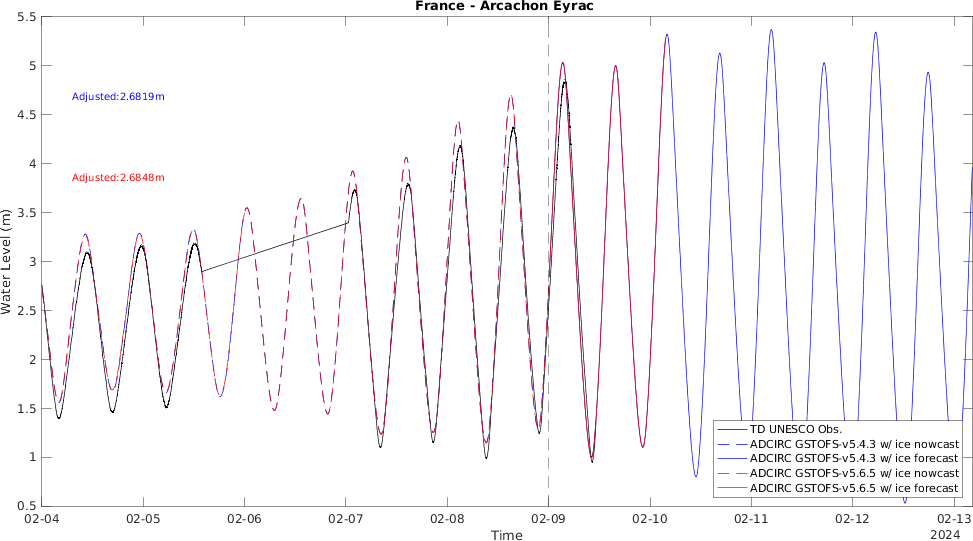 France - Arcachon Eyrac
5.5
5
4.5
4
3.5
3
2.5
2
1.5
1
0.5
Water Level (m)
Adjusted:2.6819m
Adjusted:2.6848m
TD UNESCO Obs.
ADCIRC GSTOFS-v5.4.3 w/ ice nowcast
ADCIRC GSTOFS-v5.4.3 w/ ice forecast
ADCIRC GSTOFS-v5.6.5 w/ ice nowcast
ADCIRC GSTOFS-v5.6.5 w/ ice forecast
02-04 02-05 02-06 02-07 02-08 02-09 02-10 02-11 02-12 02-13
2024
Time